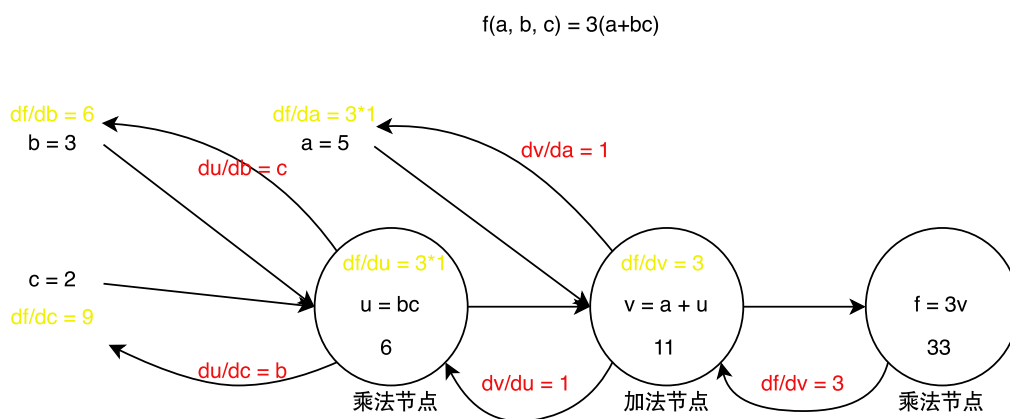 f(a, b, c) = 3(a+bc)
df/db = 6
b = 3
df/da = 3*1
a = 5
du/db = c
dv/da = 1
c = 2
df/dc = 9
df/du = 3*1
u = bc
6
df/dv = 3
v = a + u
11
f = 3v
33
du/dc = b
dv/du = 1
df/dv = 3
乘法节点
加法节点
乘法节点